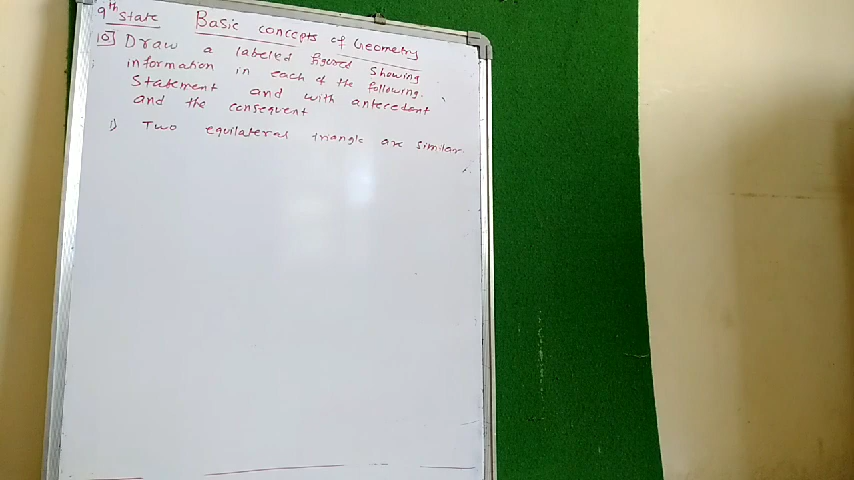 9th state Basic concepts of Geometry
10] Draw a labeled figured showing
information in each of the following.
Statement and with antecedent
and the consequent
i) Two equilateral triangle are similar.